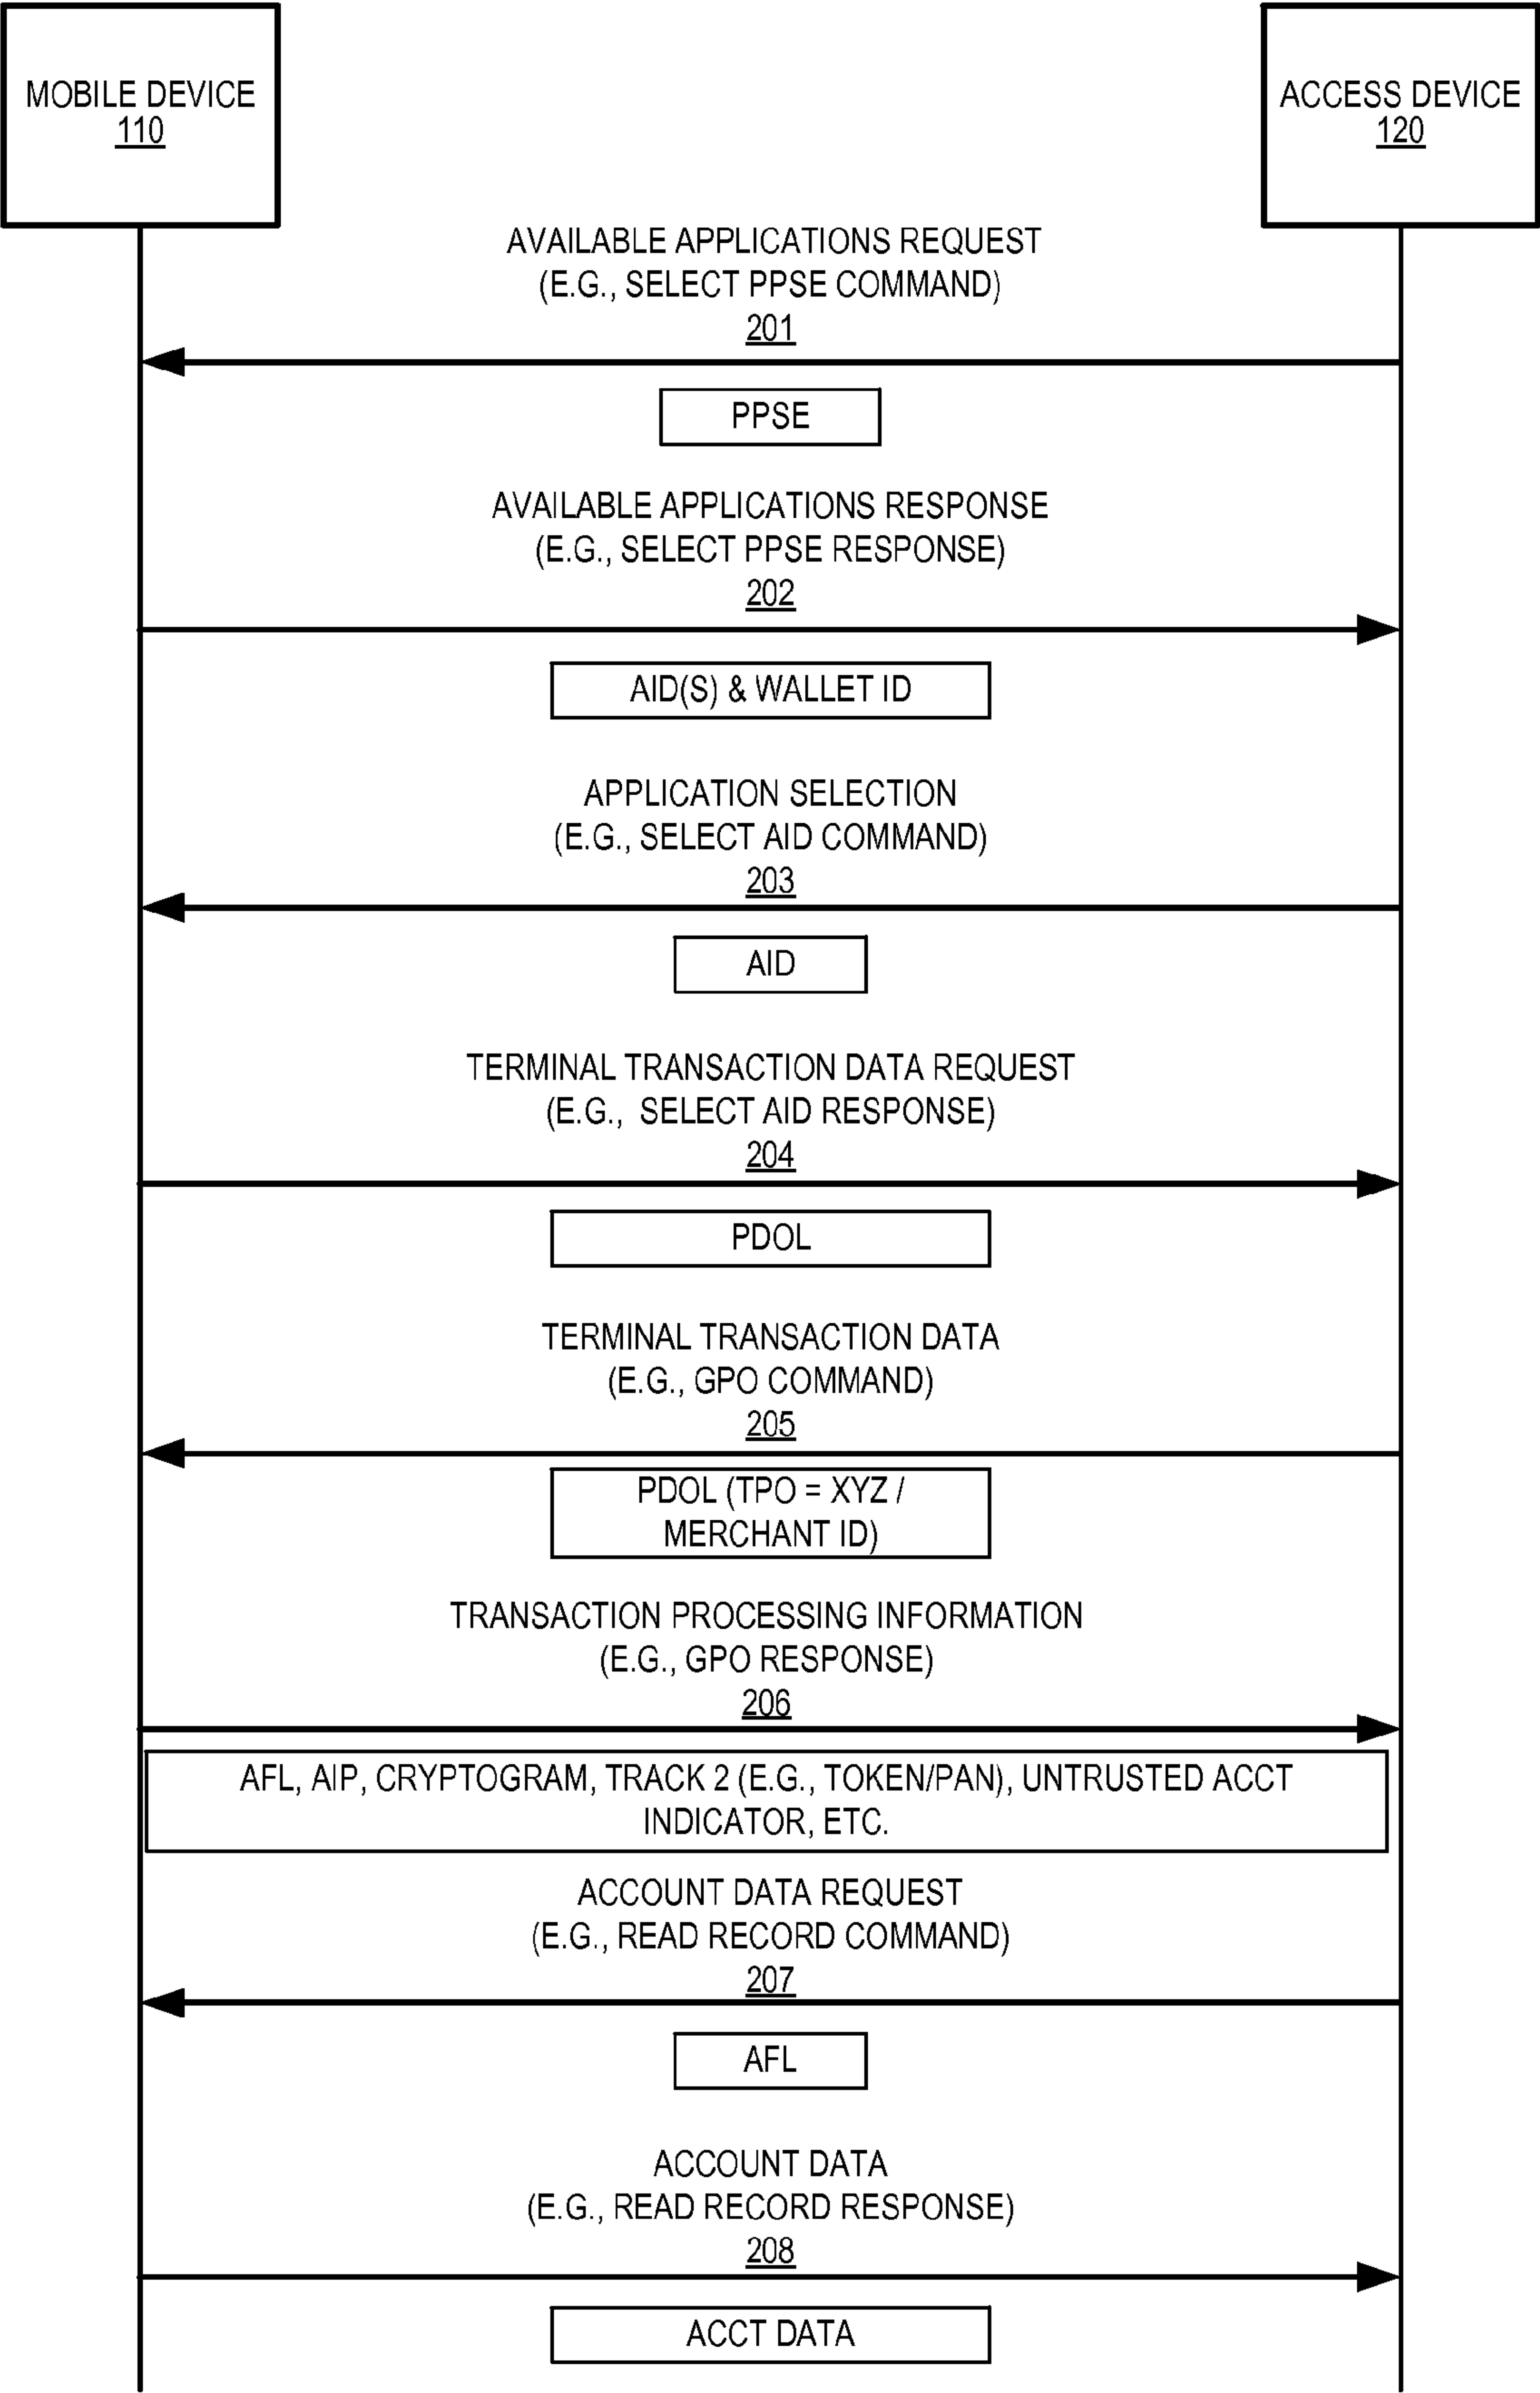 MOBILE DEVICE
110
ACCESS DEVICE
120
AVAILABLE APPLICATIONS REQUEST
(E.G., SELECT PPSE COMMAND)
201
PPSE
AVAILABLE APPLICATIONS RESPONSE
(E.G., SELECT PPSE RESPONSE)
202
AID(S) & WALLET ID
APPLICATION SELECTION
(E.G., SELECT AID COMMAND)
203
AID
TERMINAL TRANSACTION DATA REQUEST
(E.G., SELECT AID RESPONSE)
204
PDOL
TERMINAL TRANSACTION DATA
(E.G., GPO COMMAND)
205
PDOL (TPO = XYZ /
MERCHANT ID)
TRANSACTION PROCESSING INFORMATION
(E.G., GPO RESPONSE)
206
AFL, AIP, CRYPTOGRAM, TRACK 2 (E.G., TOKEN/PAN), UNTRUSTED ACCT
INDICATOR, ETC.
ACCOUNT DATA REQUEST
(E.G., READ RECORD COMMAND)
207
AFL
ACCOUNT DATA
(E.G., READ RECORD RESPONSE)
208
ACCT DATA